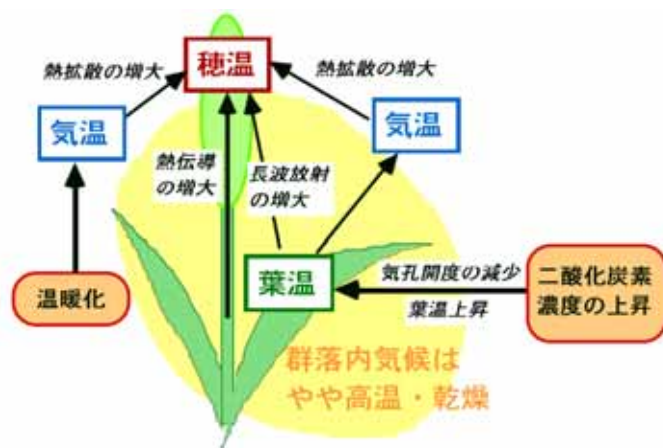 穂温
熱拡散の増大
熱拡散の増大
気温
気温
熱伝導
の増大
長波放射
の増大
温暖化
葉温
気孔開度の減少
葉温上昇
二酸化炭素
濃度の上昇
群落内気候は
やや高温・乾燥